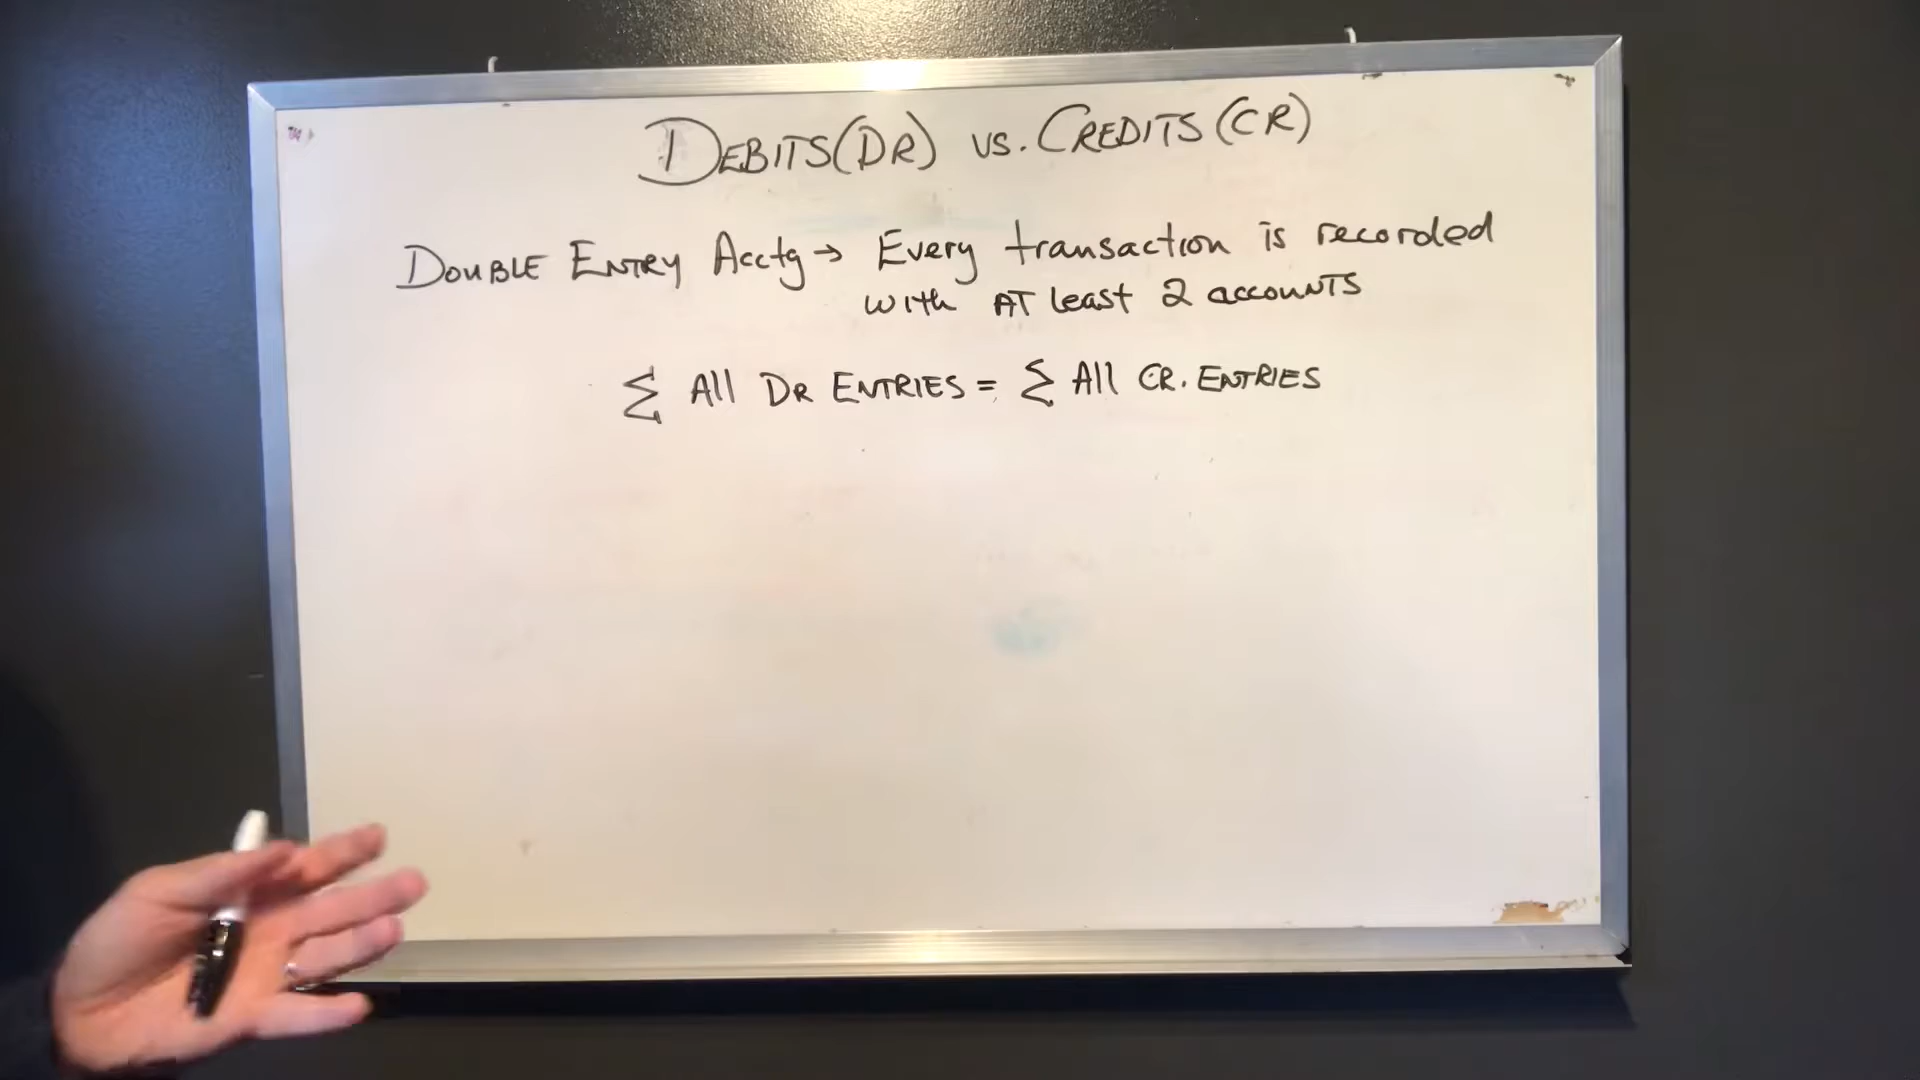 DEBITS (DR) VS. CREDITS (CR)
DOUBLE ENTRY Acctg → Every transaction is recorded
with AT least 2 accounts
∑ All DR ENTRIES = ∑ All CR. ENTRIES